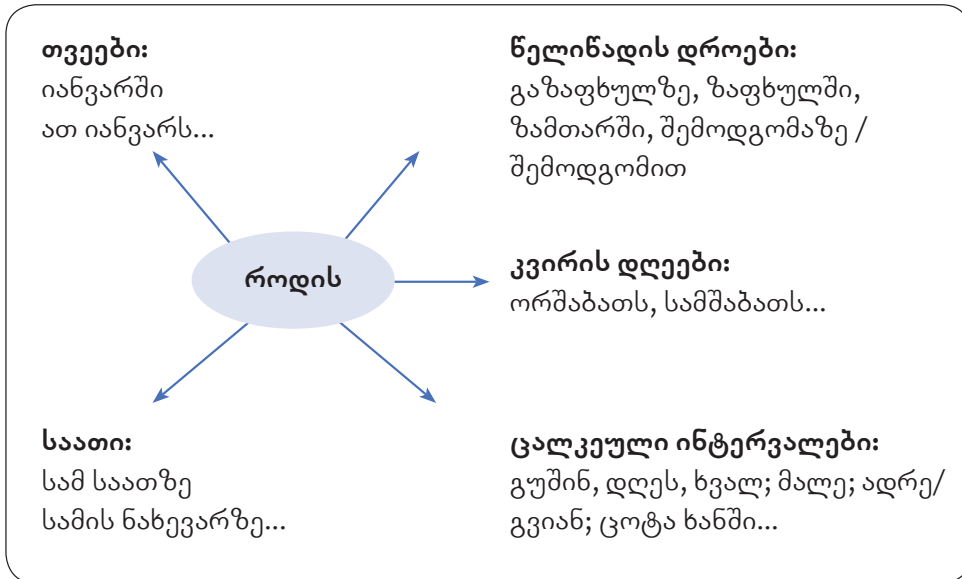 თვეები:
იანვარში
ათ იანვარს...
წელიწადის დროები:
გაზაფხულზე, ზაფხულში,
ზამთარში, შემოდგომაზე /
შემოდგომით
როდის
კვირის დღეები:
ორშაბათს, სამშაბათს...
საათი:
სამ საათზე
სამის ნახევარზე...
ცალკეული ინტერვალები:
გუშინ, დღეს, ხვალ; მალე; ადრე/
გვიან; ცოტა ხანში...